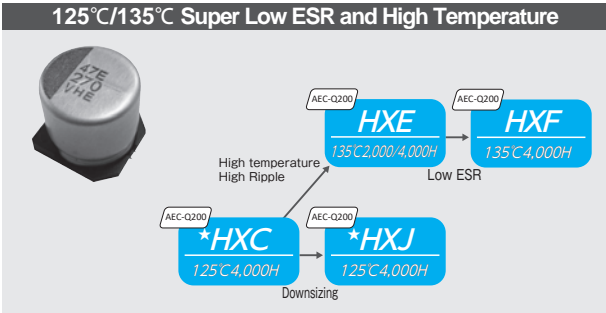 125℃/135℃ Super Low ESR and High Temperature
47E
270
VHE
AEC-Q200
HXE
135℃2,000/4,000H
AEC-Q200
HXF
135℃4,000H
High temperature
High Ripple
Low ESR
AEC-Q200
★HXC
125℃4,000H
AEC-Q200
★HXJ
125℃4,000H
Downsizing